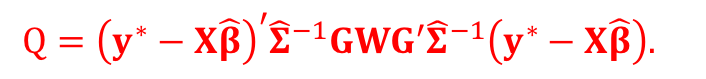 Q = (𝐲* − 𝐗𝛃̂)′𝚺̂⁻¹𝐆𝐖𝐆′𝚺̂⁻¹(𝐲* − 𝐗𝛃̂).